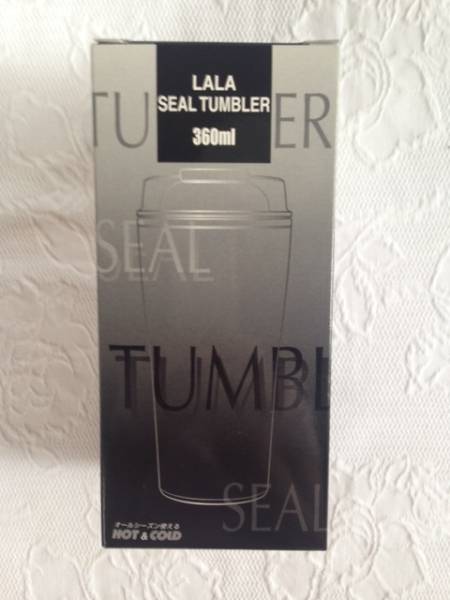 LALA
SEAL TUMBLER
360ml
TU ER
SEAL
TUMBL
SEAL
オールシーズン使える
HOT & COLD